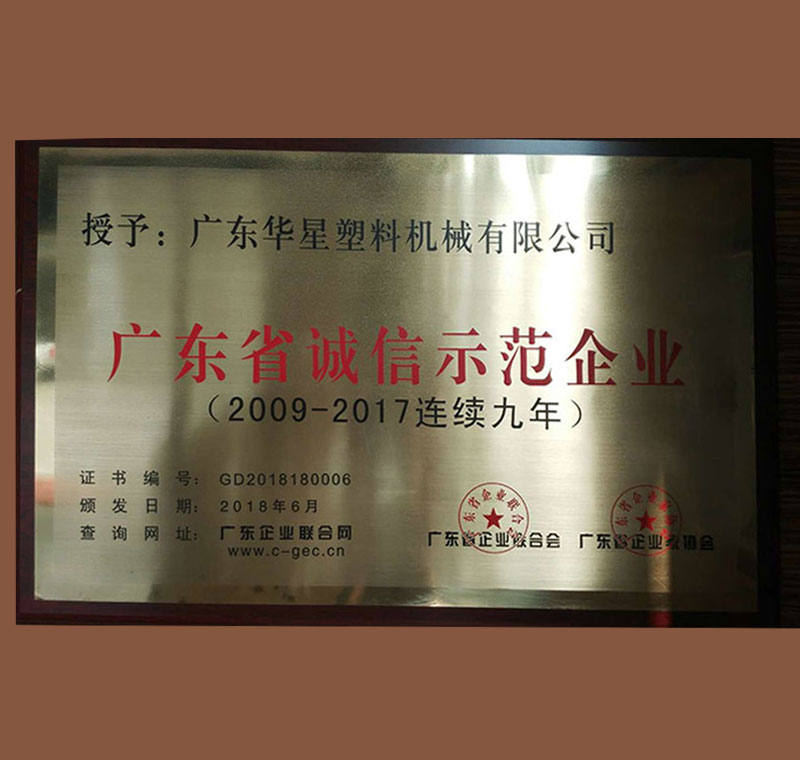 授予：广东华星塑料机械有限公司
广东省诚信示范企业
（2009-2017连续九年）
证书编号：GD2018180006
颁发日期：2018年6月
查询网址：广东企业联合网
www.c-gec.cn
广东省企业联合会 广东省企业家协会